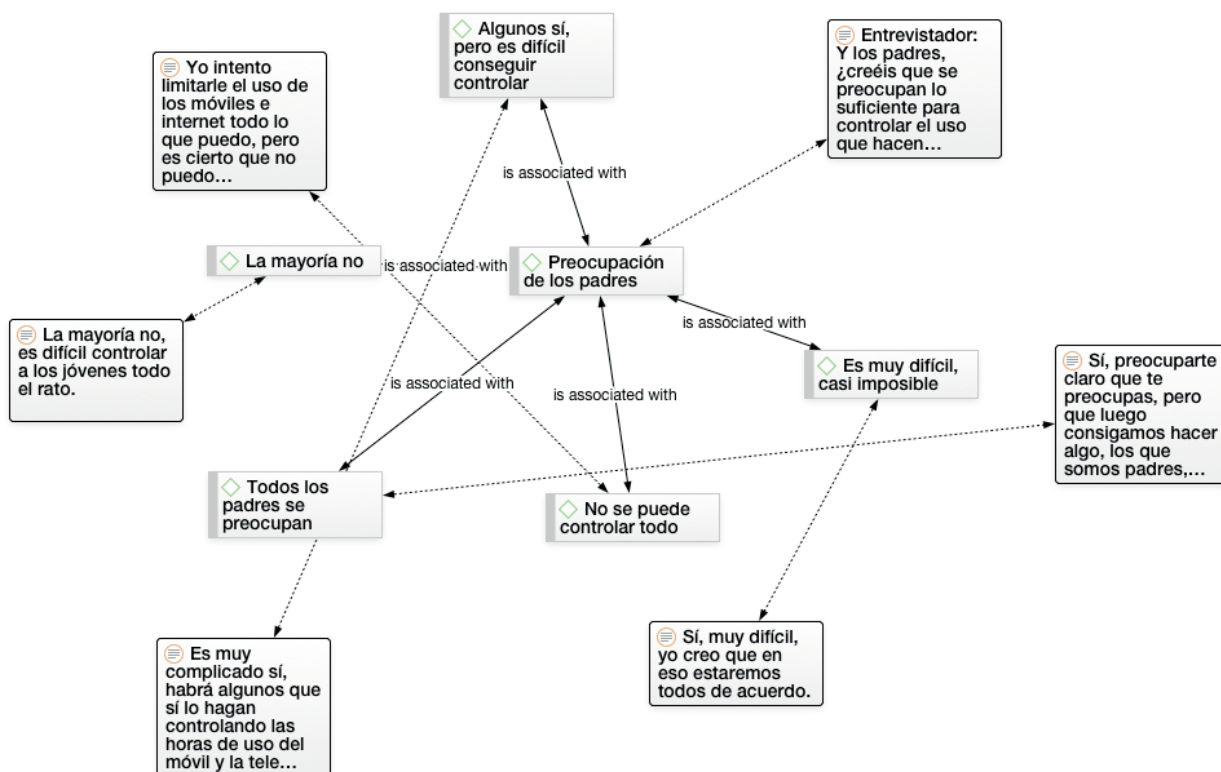 Algunos sí,
pero es difícil
conseguir
controlar
Entrevistador:
Y los padres,
¿creéis que se
preocupan lo
suficiente para
controlar el uso
que hacen…
Yo intento
limitarle el uso de
los móviles e
internet todo lo
que puedo, pero
es cierto que no
puedo…
is associated with
La mayoría no
is associated with
Preocupación
de los padres
is associated with
La mayoría no,
es difícil controlar
a los jóvenes todo
el rato.
Es muy difícil,
casi imposible
Sí, preocuparte
claro que te
preocupas, pero
que luego
consigamos hacer
algo, los que
somos padres,…
is associated with
is associated with
Todos los
padres se
preocupan
No se puede
controlar todo
Es muy
complicado sí,
habrá algunos que
sí lo hagan
controlando las
horas de uso del
móvil y la tele…
Sí, muy difícil,
yo creo que en
eso estaremos
todos de acuerdo.